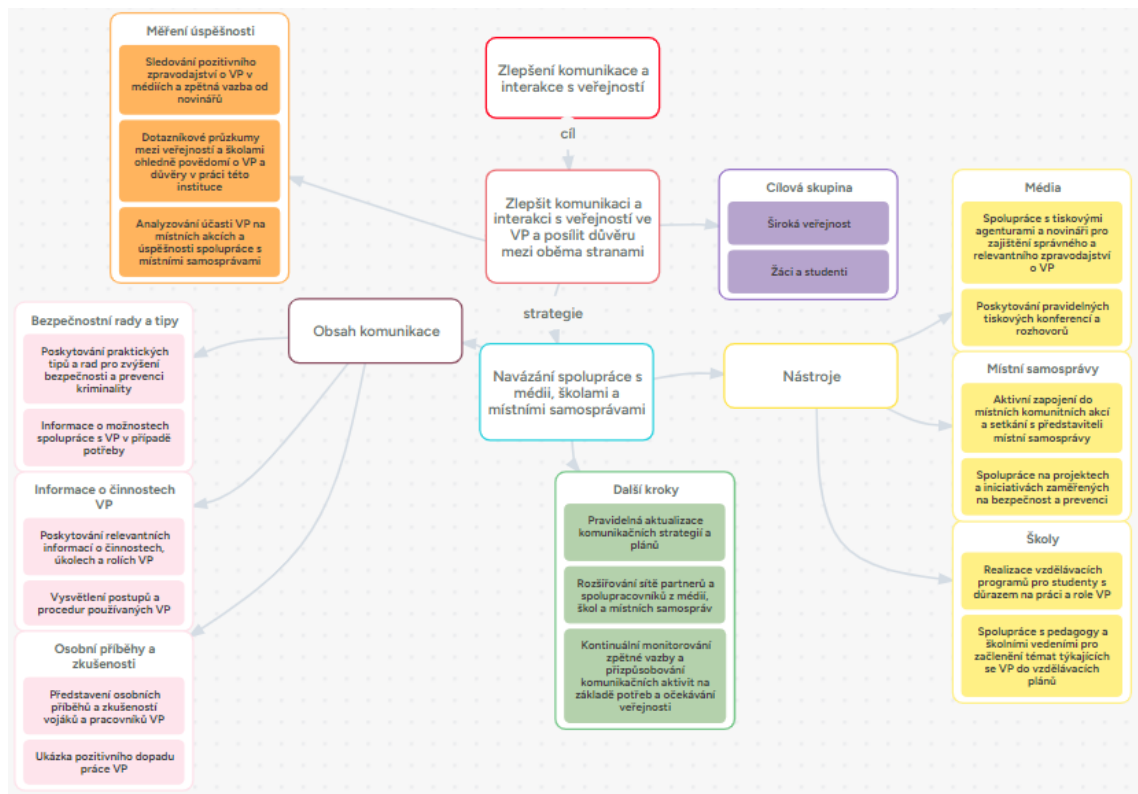 Měření úspěšnosti
Sledování pozitivního
zpravodajství o VP v
médiích a zpětná vazba od
novinářů
Dotazníkové průzkumy
mezi veřejností a školami
ohledně povědomí o VP a
důvěry v práci této
instituce
Analyzování účasti VP na
místních akcích a
úspěšnosti spolupráce s
místními samosprávami
Zlepšení komunikace a
interakce s veřejností
cíl
Zlepšit komunikaci a
interakci s veřejností ve
VP a posílit důvěru
mezi oběma stranami
Cílová skupina
Široká veřejnost
Žáci a studenti
strategie
Navázání spolupráce s
médii, školami a
místními samosprávami
Obsah komunikace
Bezpečnostní rady a tipy
Poskytování praktických
tipů a rad pro zvýšení
bezpečnosti a prevenci
kriminality
Informace o možnostech
spolupráce s VP v případě
potřeby
Informace o činnostech
VP
Poskytování relevantních
informací o činnostech,
úkolech a rolích VP
Vysvětlení postupů a
procedur používaných VP
Osobní příběhy a
zkušenosti
Představení osobních
příběhů a zkušeností
vojáků a pracovníků VP
Ukázka pozitivního dopadu
práce VP
Další kroky
Pravidelná aktualizace
komunikačních strategií a
plánů
Rozšiřování sítě partnerů a
spolupracovníků z médií,
škol a místních samospráv
Kontinuální monitorování
zpětné vazby a
přizpůsobování
komunikačních aktivit na
základě potřeb a očekávání
veřejnosti
Nástroje
Média
Spolupráce s tiskovými
agenturami a novináři pro
zajištění správného a
relevantního zpravodajství
o VP
Poskytování pravidelných
tiskových konferencí a
rozhovorů
Místní samosprávy
Aktivní zapojení do
místních komunitních akcí
a setkání s představiteli
místní samosprávy
Spolupráce na projektech
a iniciativách zaměřených
na bezpečnost a prevenci
Školy
Realizace vzdělávacích
programů pro studenty s
důrazem na práci a role VP
Spolupráce s pedagogy a
školními vedeními pro
začlenění témat týkajících
se VP do vzdělávacích
plánů